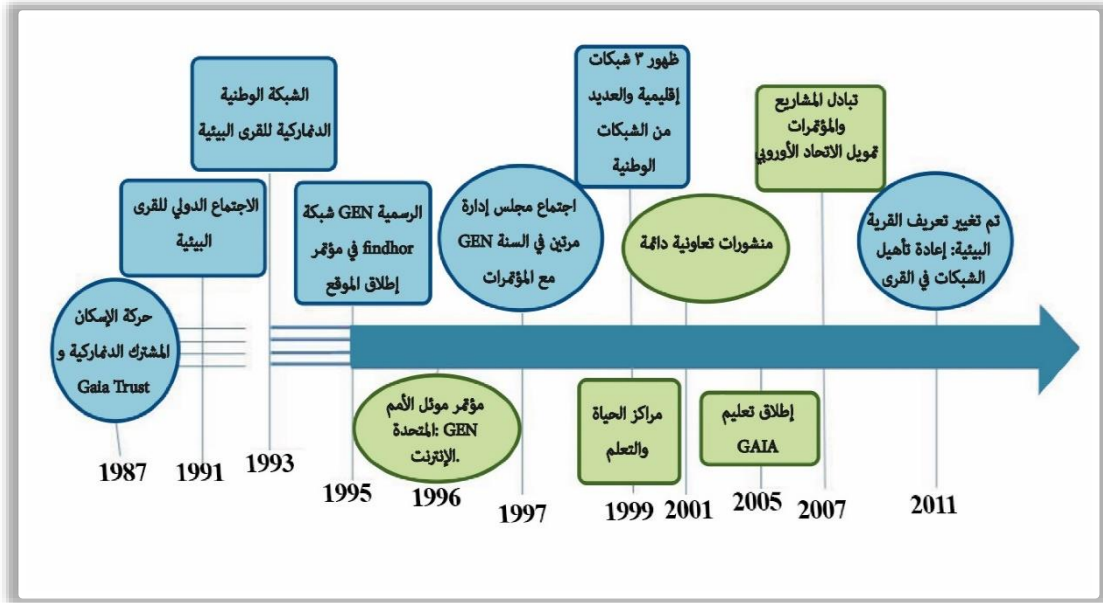 حركة الإسكان
المشترك الدنماركية و
Gaia Trust
1987
الاجتماع الدولي للقرى
البيئية
1991
الشبكة الوطنية
الدنماركية للقرى البيئية
1993
الرسمية GEN شبكة
findhor في مؤتمر
إطلاق الموقع
1995
مؤتمر موئل الأمم
المتحدة: GEN
الإنترنت.
1996
اجتماع مجلس إدارة
مرتين في السنة GEN
مع المؤتمرات
1997
ظهور ٣ شبكات
إقليمية والعديد
من الشبكات
الوطنية
مراكز الحياة
والتعلم
1999
منشورات تعاونية دائمة
2001
إطلاق تعليم
GAIA
2005
تبادل المشاريع
والمؤتمرات
تمويل الاتحاد الأوروبي
2007
تم تغيير تعريف القرية
البيئية: إعادة تأهيل
الشبكات في القرى
2011